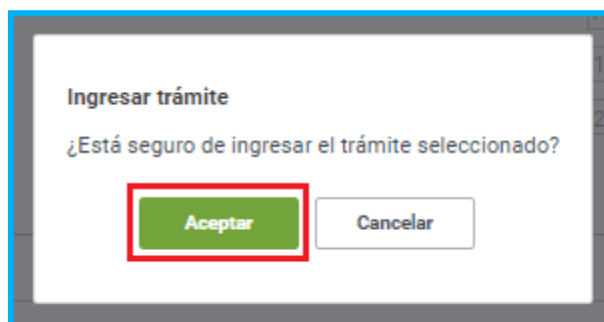 Ingresar trámite
¿Está seguro de ingresar el trámite seleccionado?
Aceptar
Cancelar